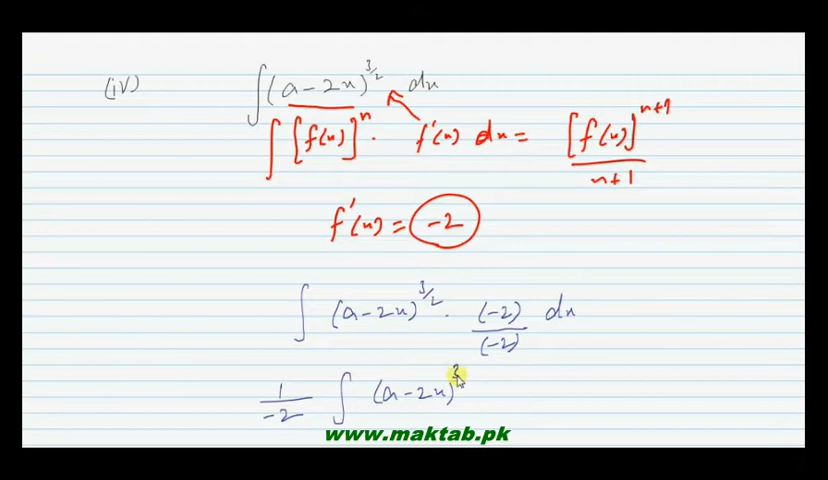 (iv) ∫(a-2x)^3/2 dx
∫[f(x)]^n · f'(x) dx = [f(x)]^n+1 / n+1
f'(x) = -2
∫ (a-2x)^3/2 · (-2)/(-2) dx
1/-2 ∫ (a-2x)^3
www.maktab.pk